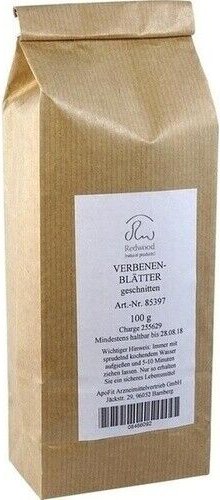 Redwood
natural products
VERBENEN-
BLÄTTER
geschnitten
Art.-Nr. 85397
100 g
Charge 255629
Mindestens haltbar bis 28.08.18
Wichtiger Hinweis: Immer mit
sprudelnd kochendem Wasser
aufgießen und 5-10 Minuten
ziehen lassen. Nur so erhalten
Sie ein sicheres Lebensmittel
ApoFit Arzneimittelvertrieb GmbH
Jäckstr. 29, 96052 Bamberg
08466092